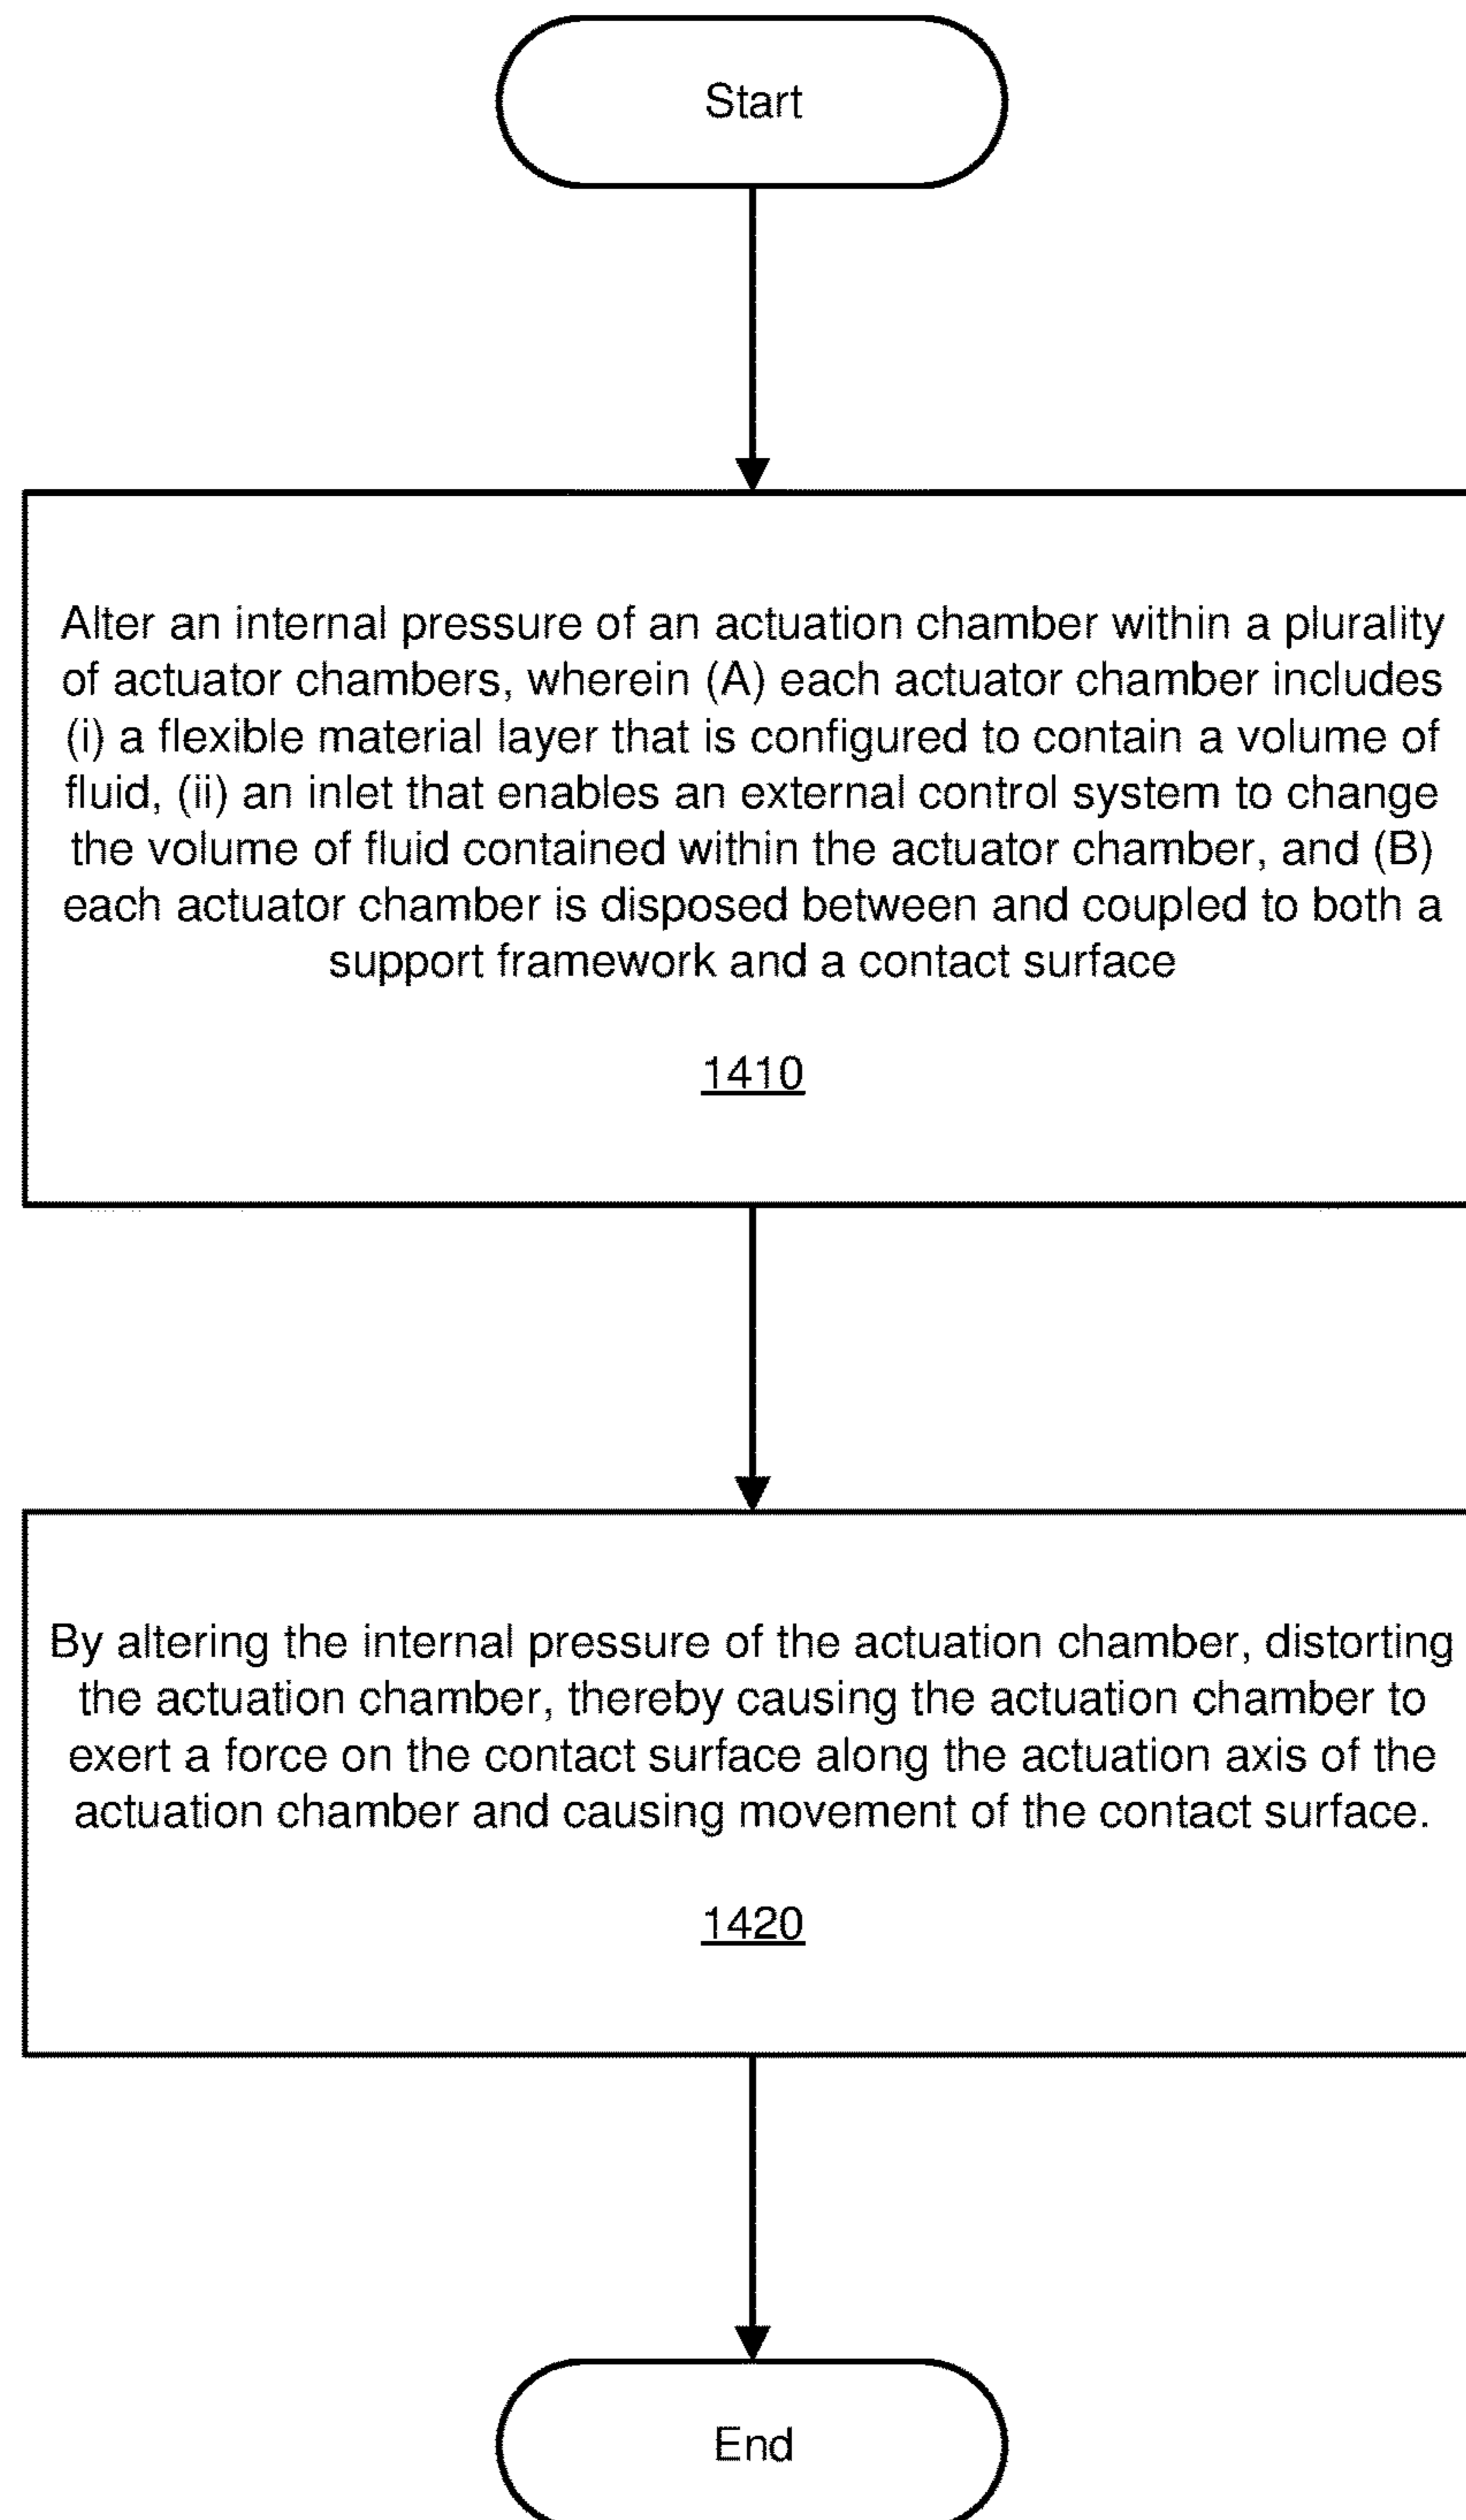 Start
Alter an internal pressure of an actuation chamber within a plurality
of actuator chambers, wherein (A) each actuator chamber includes
(i) a flexible material layer that is configured to contain a volume of
fluid, (ii) an inlet that enables an external control system to change
the volume of fluid contained within the actuator chamber, and (B)
each actuator chamber is disposed between and coupled to both a
support framework and a contact surface
1410
By altering the internal pressure of the actuation chamber, distorting
the actuation chamber, thereby causing the actuation chamber to
exert a force on the contact surface along the actuation axis of the
actuation chamber and causing movement of the contact surface.
1420
End